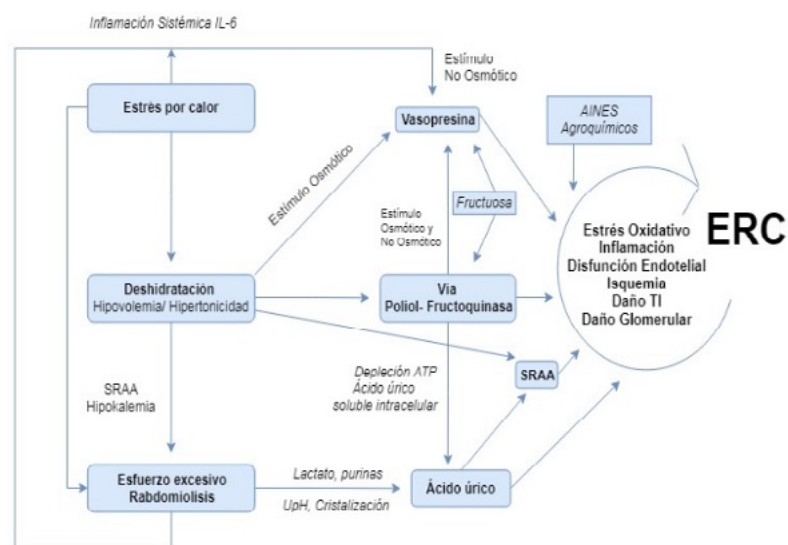 Inflamación Sistémica IL-6
Estímulo
No Osmótico
Estrès por calor
Vasopresina
AINES
Agroquímicos
Estímulo Osmótico
Estímulo
Osmótico y
No Osmótico
Fructuosa
Estrés Oxidativo
Inflamación
Disfunción Endotelial
Isquemia
Daño TI
Daño Glomerular
ERC
Deshidratación
Hipovolemia/ Hipertonicidad
Via
Poliol- Fructoquinasa
SRAA
Hipokalemia
Depleción ATP
Ácido úrico
soluble intracelular
SRAA
Esfuerzo excesivo
Rabdomiolisis
Lactato, purinas
UpH, Cristalización
Ácido úrico